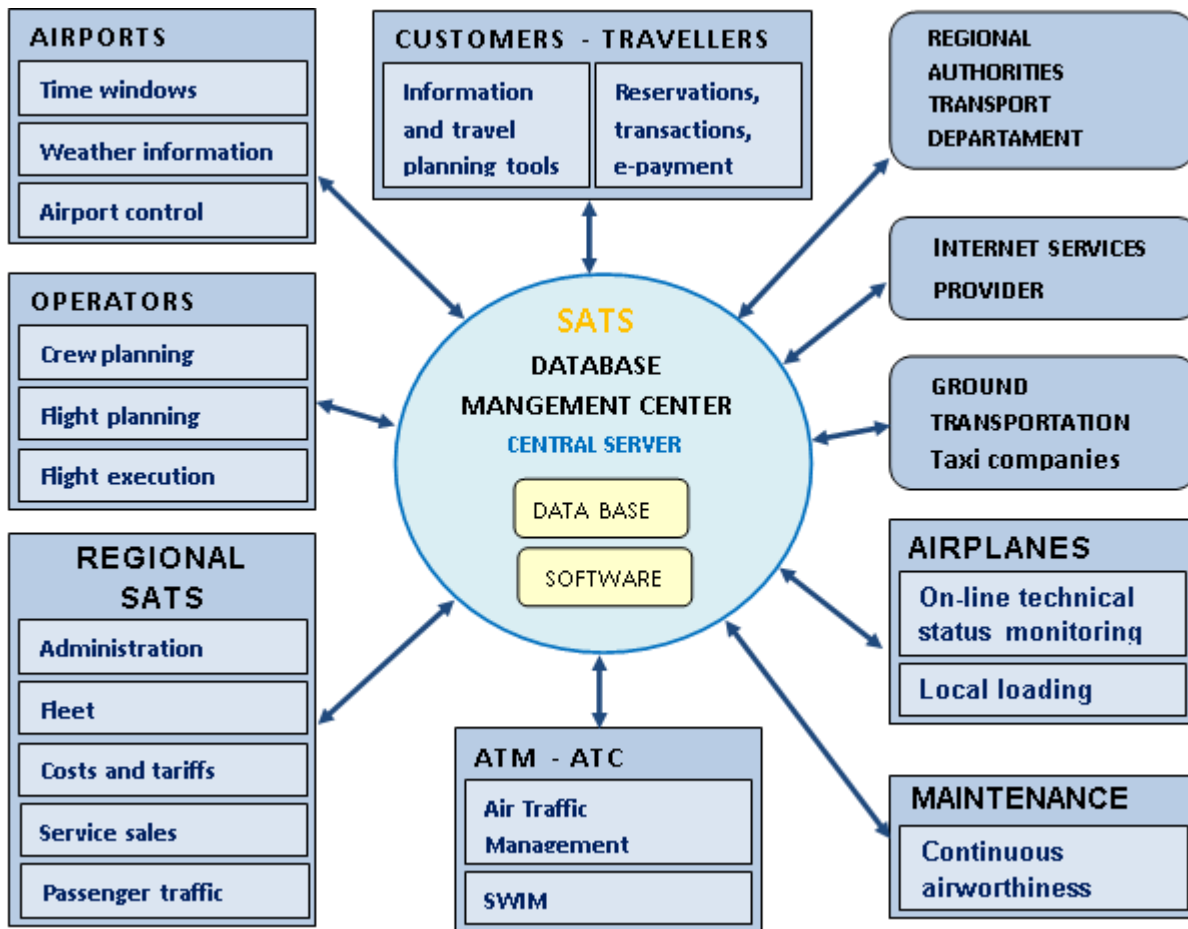 AIRPORTS
Time windows
Weather information
Airport control
CUSTOMERS - TRAVELLERS
Information
and travel
planning tools
Reservations,
transactions,
e-payment
REGIONAL
AUTHORITIES
TRANSPORT
DEPARTAMENT
INTERNET SERVICES
PROVIDER
OPERATORS
Crew planning
Flight planning
Flight execution
SATS
DATABASE
MANGEMENT CENTER
CENTRAL SERVER
DATA BASE
SOFTWARE
GROUND
TRANSPORTATION
Taxi companies
REGIONAL
SATS
Administration
Fleet
Costs and tariffs
Service sales
Passenger traffic
ATM - ATC
Air Traffic
Management
SWIM
AIRPLANES
On-line technical
status monitoring
Local loading
MAINTENANCE
Continuous
airworthiness